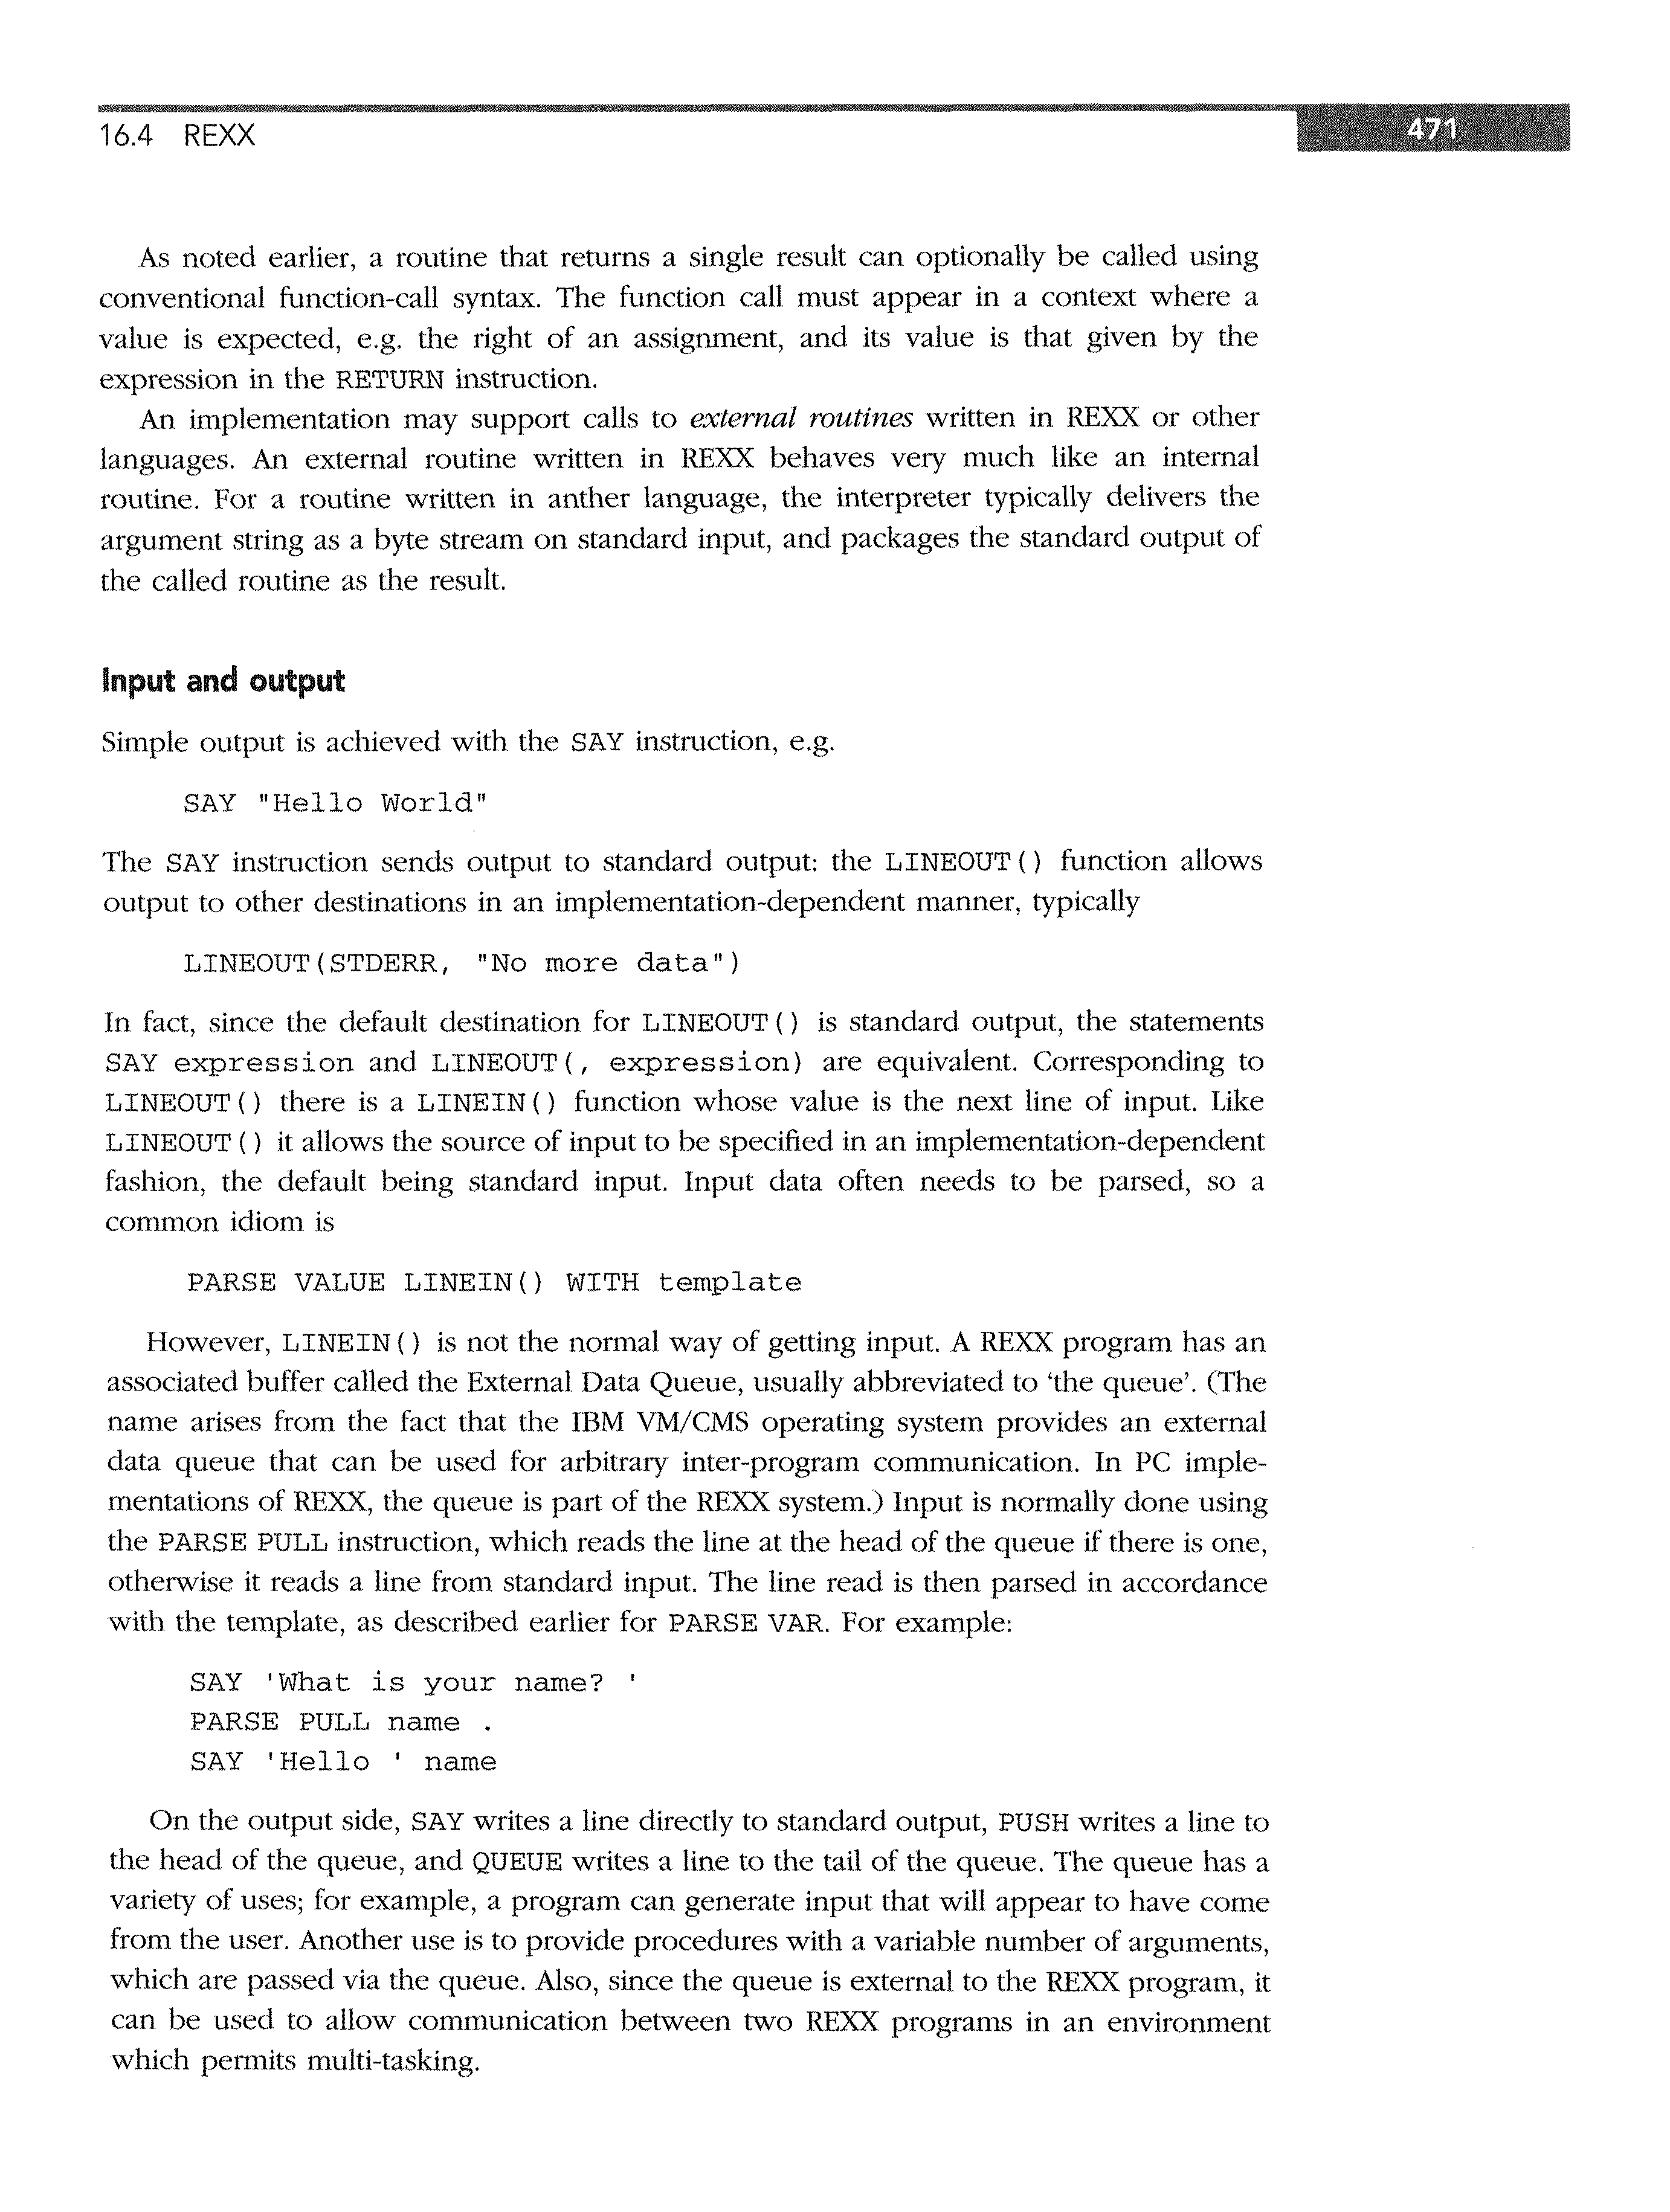 16.4 REXX
471
As noted earlier, a routine that returns a single result can optionally be called using
conventional function-call syntax. The function call must appear in a context where a
value is expected, e.g. the right of an assignment, and its value is that given by the
expression in the RETURN instruction.
An implementation may support calls to external routines written in REXX or other
languages. An external routine written in REXX behaves very much like an internal
routine. For a routine written in anther language, the interpreter typically delivers the
argument string as a byte stream on standard input, and packages the standard output of
the called routine as the result.
Input and output
Simple output is achieved with the SAY instruction, e.g.
SAY "Hello World"
The SAY instruction sends output to standard output: the LINEOUT() function allows
output to other destinations in an implementation-dependent manner, typically
LINEOUT(STDERR, "No more data")
In fact, since the default destination for LINEOUT() is standard output, the statements
SAY expression and LINEOUT(, expression) are equivalent. Corresponding to
LINEOUT() there is a LINEIN() function whose value is the next line of input. Like
LINEOUT() it allows the source of input to be specified in an implementation-dependent
fashion, the default being standard input. Input data often needs to be parsed, so a
common idiom is
PARSE VALUE LINEIN() WITH template
However, LINEIN() is not the normal way of getting input. A REXX program has an
associated buffer called the External Data Queue, usually abbreviated to ‘the queue’. (The
name arises from the fact that the IBM VM/CMS operating system provides an external
data queue that can be used for arbitrary inter-program communication. In PC imple-
mentations of REXX, the queue is part of the REXX system.) Input is normally done using
the PARSE PULL instruction, which reads the line at the head of the queue if there is one,
otherwise it reads a line from standard input. The line read is then parsed in accordance
with the template, as described earlier for PARSE VAR. For example:
SAY 'What is your name? '
PARSE PULL name .
SAY 'Hello ' name
On the output side, SAY writes a line directly to standard output, PUSH writes a line to
the head of the queue, and QUEUE writes a line to the tail of the queue. The queue has a
variety of uses; for example, a program can generate input that will appear to have come
from the user. Another use is to provide procedures with a variable number of arguments,
which are passed via the queue. Also, since the queue is external to the REXX program, it
can be used to allow communication between two REXX programs in an environment
which permits multi-tasking.